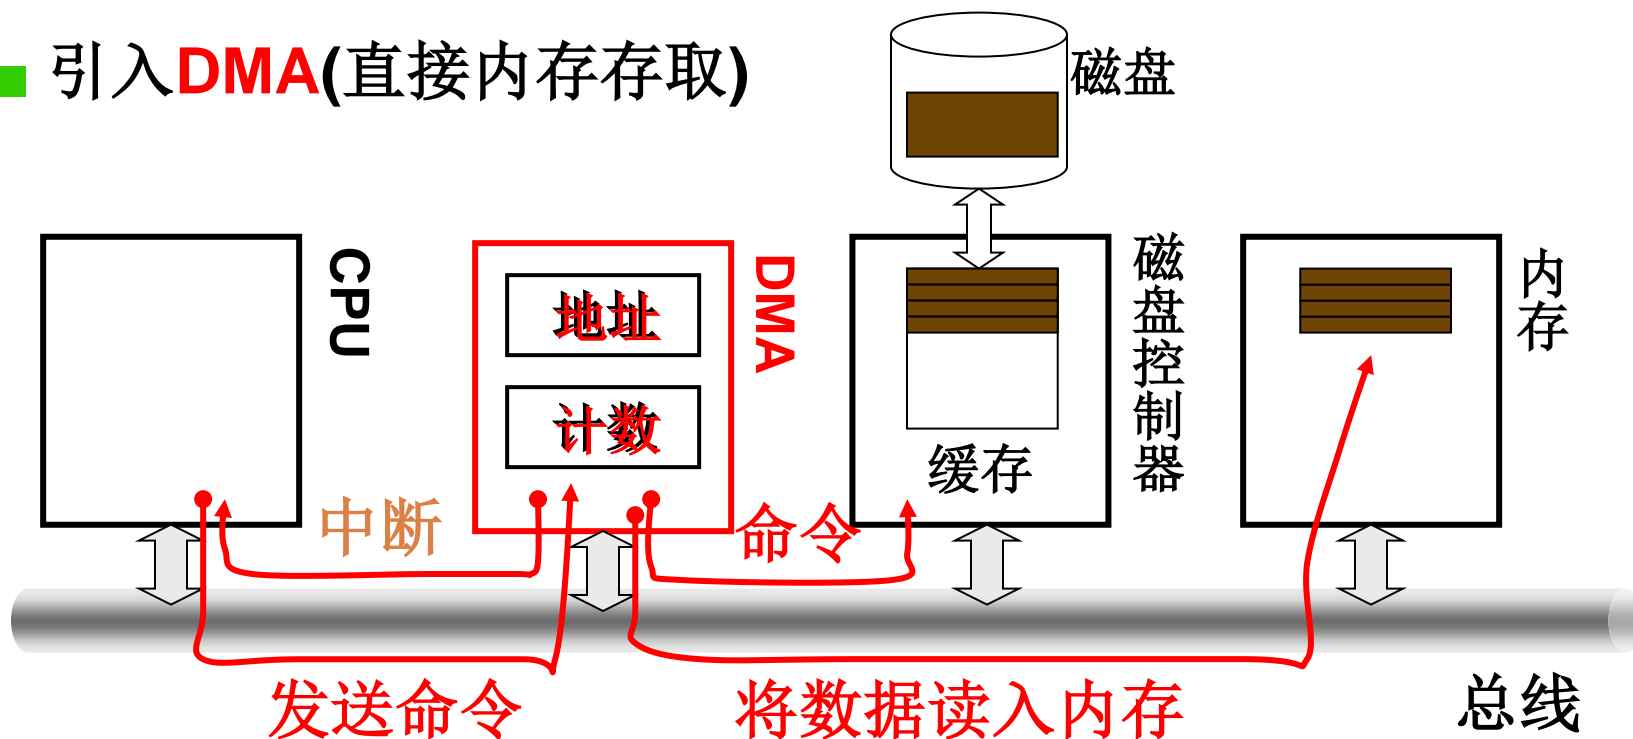 引入DMA(直接内存存取)
磁盘
CPU
地址
计数
DMA
缓存
磁盘控制器
内存
中断
命令
发送命令
将数据读入内存
总线